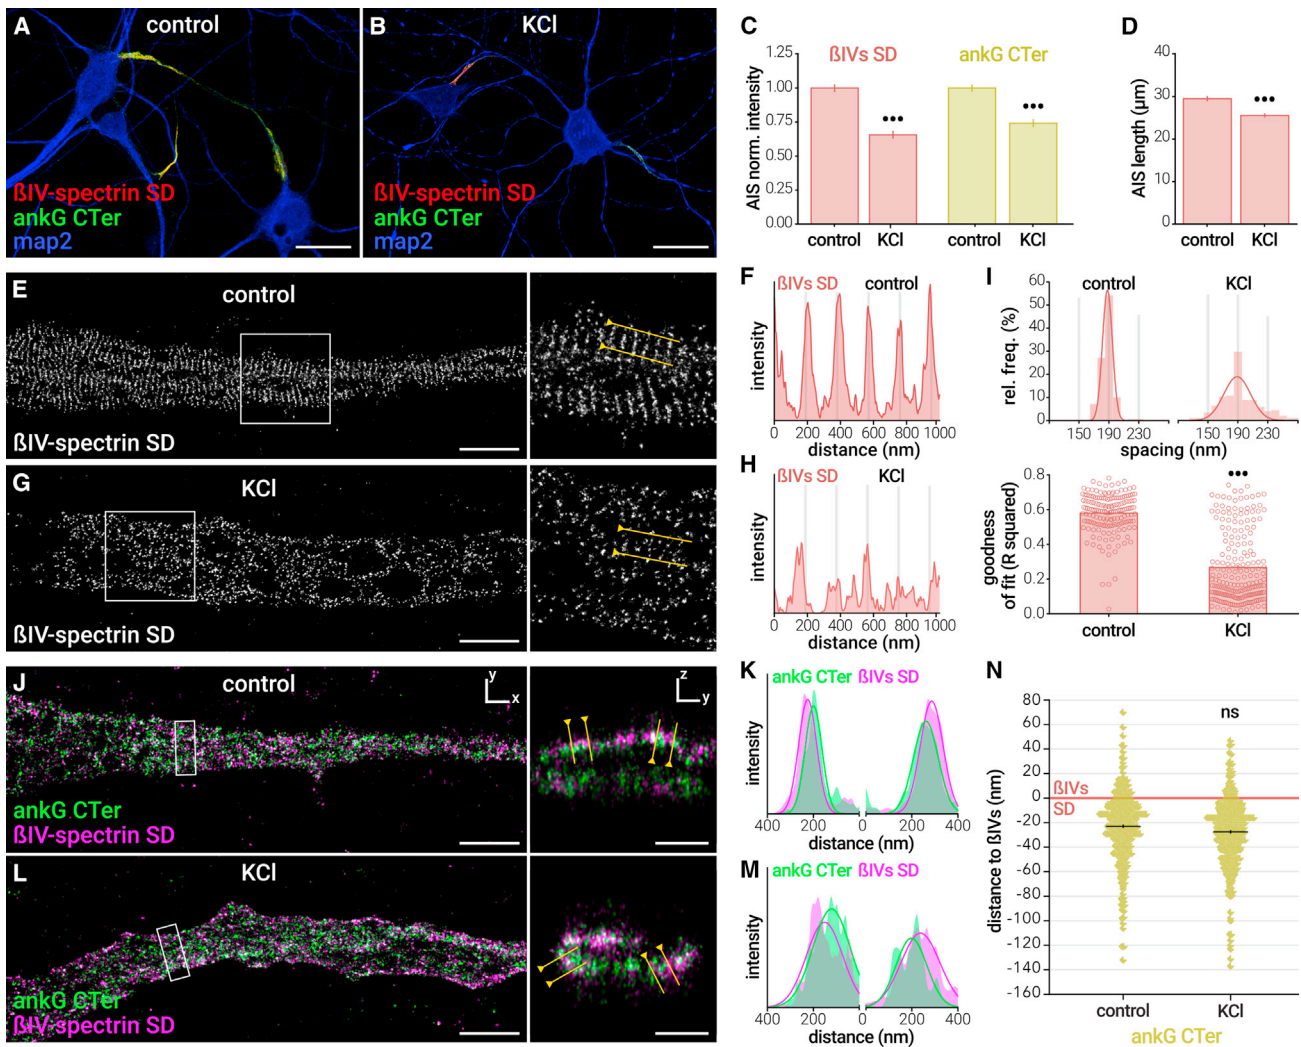 A control
ßIV-spectrin SD
ankG CTer
map2
B KCl
ßIV-spectrin SD
ankG CTer
map2
C ßIVs SD ankG CTer
AIS norm. intensity
1.25
1.00
0.75
0.50
0.25
0.00
•••
•••
control KCl control KCl
D
AIS length (µm)
40
30
20
10
0
•••
control KCl
E control
ßIV-spectrin SD
F ßIVs SD control
intensity
0 200 400 600 800 1000
distance (nm)
G KCl
ßIV-spectrin SD
H ßIVs SD KCl
intensity
0 200 400 600 800 1000
distance (nm)
I control KCl
rel. freq. (%)
60
50
40
30
20
10
0
150 190 230 150 190 230
spacing (nm)
goodness
of fit (R squared)
0.8
0.6
0.4
0.2
0.0
•••
control KCl
J control
y
x
z
y
ankG CTer
ßIV-spectrin SD
K ankG CTer ßIVs SD
intensity
400 200 0 200 400
distance (nm)
L KCl
ankG CTer
ßIV-spectrin SD
M ankG CTer ßIVs SD
intensity
400 200 0 0 200 400
distance (nm)
N
distance to ßIVs (nm)
80
60
40
20
0
-20
-40
-60
-80
-100
-120
-140
-160
ns
ßIVs
SD
control KCl
ankG CTer